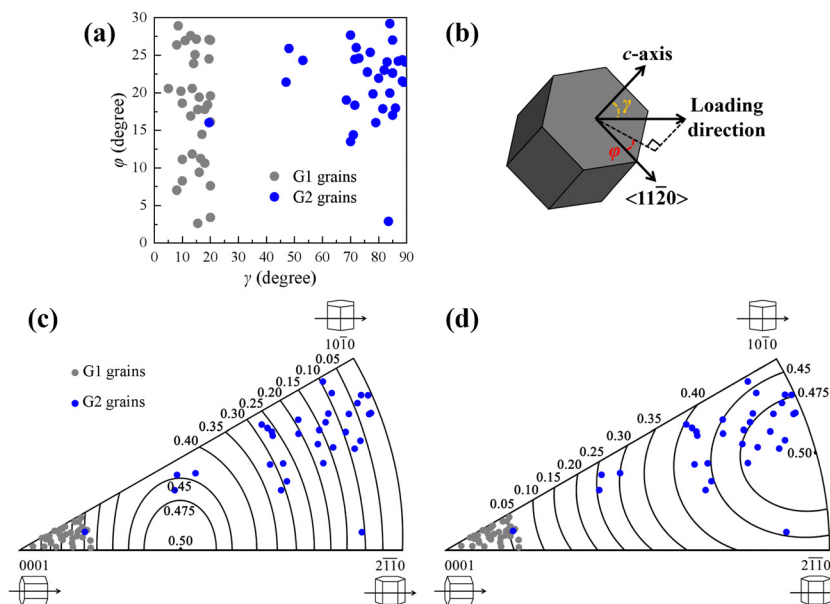 (a)
30
25
20
15
10
5
0
φ (degree)
G1 grains
G2 grains
0 10 20 30 40 50 60 70 80 90
γ (degree)
(b)
c-axis
γ
Loading
direction
φ
<112̅0>
(c)
G1 grains
G2 grains
101̅0
0.05
0.10
0.15
0.20
0.25
0.30
0.35
0.40
0.45
0.475
0.50
0001
21̅1̅0
(d)
101̅0
0.45
0.475
0.40
0.35
0.30
0.25
0.20
0.15
0.10
0.05
0.50
0001
21̅1̅0